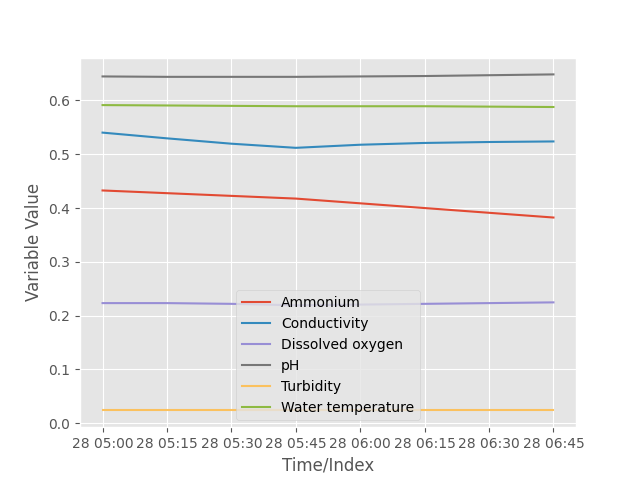 Variable Value
0.6
0.5
0.4
0.3
0.2
0.1
0.0
Ammonium
Conductivity
Dissolved oxygen
pH
Turbidity
Water temperature
28 05:00 28 05:15 28 05:30 28 05:45 28 06:00 28 06:15 28 06:30 28 06:45
Time/Index